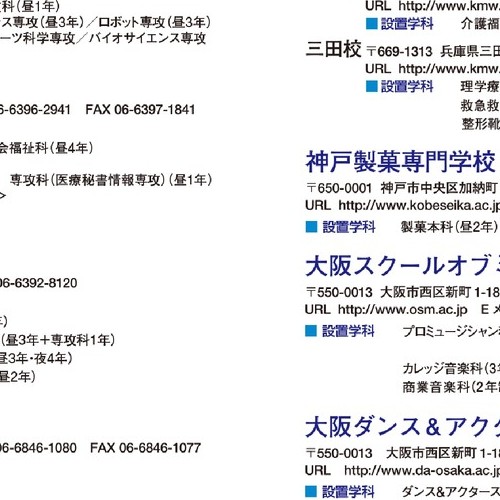 科（昼1年）
ス専攻（昼3年）／ロボット専攻（昼3年）
ーツ科学専攻／バイオサイエンス専攻
6-6396-2941 FAX 06-6397-1841
会福祉科（昼4年）
専攻科（医療秘書情報専攻）（昼1年）
＞
06-6392-8120
年）
（昼3年＋専攻科1年）
昼3年・夜4年）
昼2年）
06-6846-1080 FAX 06-6846-1077
URL http://www.kmw.
■設置学科 介護福
三田校 〒669-1313 兵庫県三田
URL http://www.kmw.
■設置学科 理学療
救急救
整形靴
神戸製菓専門学校
〒650-0001 神戸市中央区加納町
URL http://www.kobeseika.ac.jp
■設置学科 製菓本科（昼2年）
大阪スクールオブミ
〒550-0013 大阪市西区新町1-18
URL http://www.osm.ac.jp Eメ
■設置学科 プロミュージシャン科
カレッジ音楽科（3年
商業音楽科（2年制
大阪ダンス＆アクタ
〒550-0013 大阪市西区新町1-1
URL http://www.da-osaka.ac.jp
■設置学科 ダンス＆アクターズ